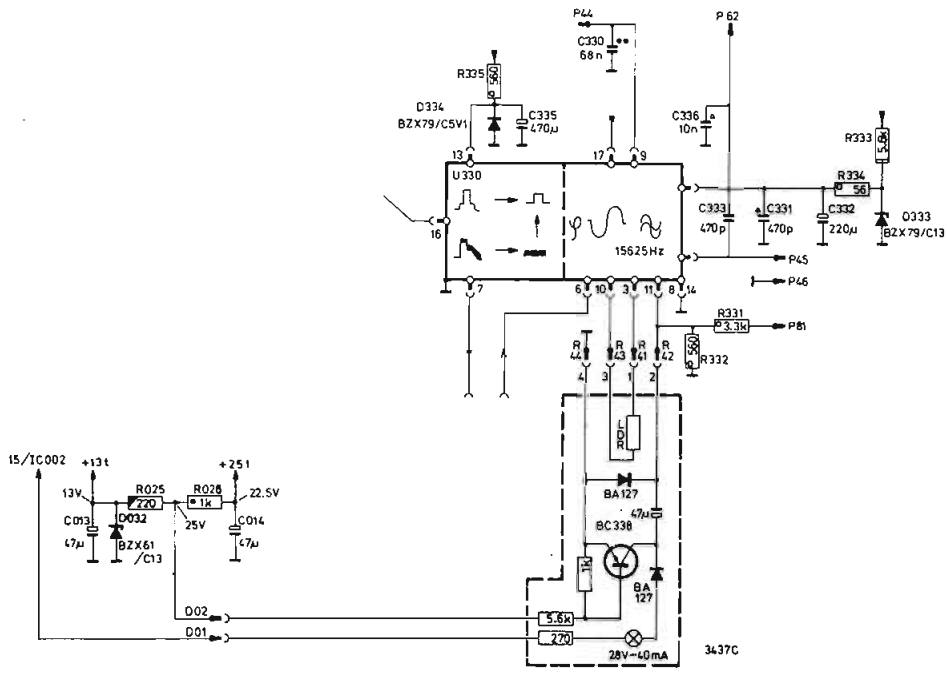 P44
P62
C330
68n
R335
560
D334
BZX79/C5V1
C335
470μ
C336
10n
R333
5.6k
13
17
9
U330
R334
56
16
C333
470p
C331
470p
C332
220μ
D333
BZX79/C13
φ
15625Hz
P45
P46
7
6
10
3
11
8
14
R331
3.3k
P81
R
44
R
43
R
41
R
42
560
R332
4
3
1
2
LDR
15/IC002
+13t
+25t
R025
220
R026
1k
13V
22.5V
25V
C013
47μ
D032
BZX61
/C13
C014
47μ
BA127
47μ
BC338
1k
BA
127
D02
5.6k
D01
270
28V-40mA
3437C